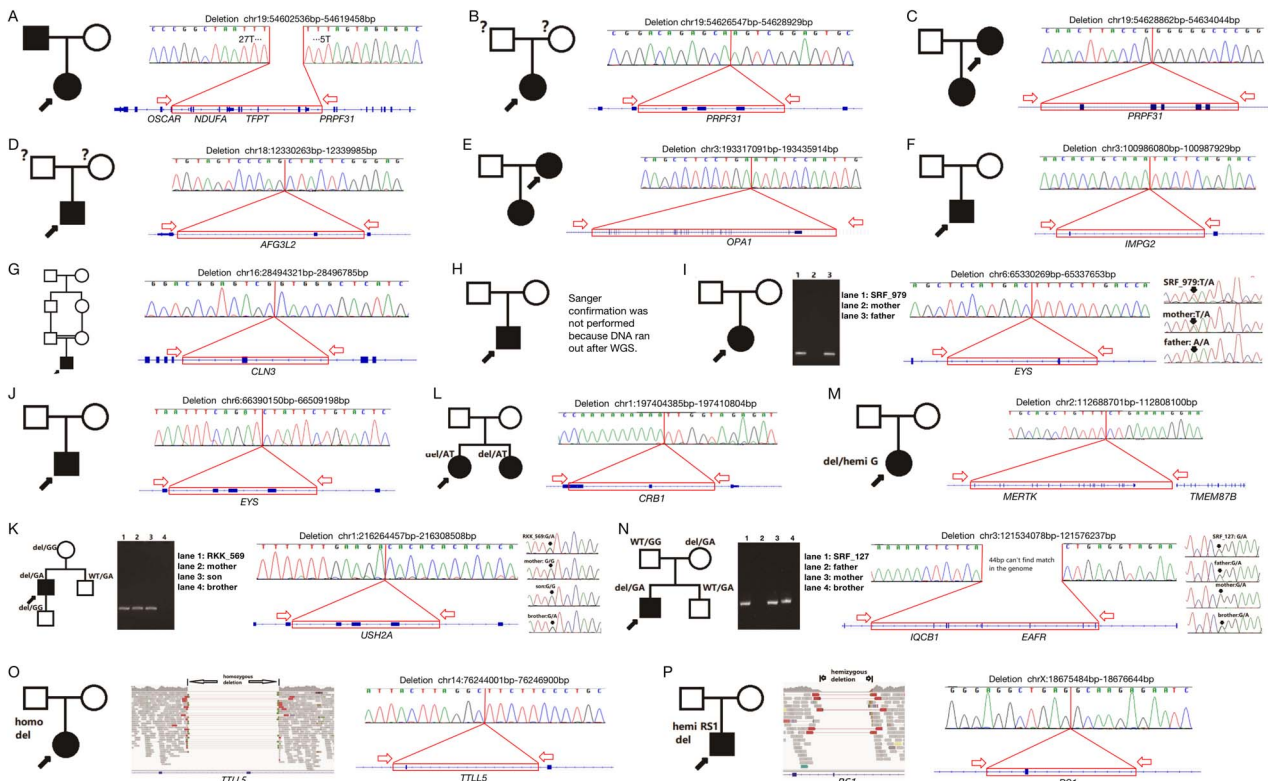 A
Deletion chr19:54602536bp-54619458bp
C C C G G C T A A T T T
T T T A G T A G A G A C
27T···
···5T
OSCAR NDUFA TFPT PRPF31
B
? ?
Deletion chr19:54626547bp-54628929bp
C G G G A C A G A G C A A G T C G G A G T G C
PRPF31
C
Deletion chr19:54628862bp-54634044bp
C A A C T T A C C G G G G G G C C C G G
PRPF31
D
? ?
Deletion chr18:12330263bp-12339985bp
T G T A G T C C C A G C T A C T C G G G A G
AFG3L2
E
Deletion chr3:193317091bp-193435914bp
C A G C C T C C C T G A A T A T C C A A T T G
OPA1
F
Deletion chr3:100986080bp-100987929bp
A A C A C A G C A A A T A C T C A G A A C
IMPG2
G
Deletion chr16:28494321bp-28496785bp
G G A C G G A G T C G G T G G G C T C A T C
CLN3
H
Sanger
confirmation was
not performed
because DNA ran
out after WGS.
I
1 2 3
lane 1: SRF_979
lane 2: mother
lane 3: father
Deletion chr6:65330269bp-65337653bp
A G C T C C A T G A C T T T C T T G A C C A
EYS
SRF_979:T/A
mother:T/A
father: A/A
J
Deletion chr6:66390150bp-66509198bp
T A A T T T C A G A T C T A T T C T G T A C T C
EYS
L
del/AT
del/AT
Deletion chr1:197404385bp-197410804bp
C C A A A A A A A A A T T G G T A G A G A T
CRB1
M
del/hemi G
Deletion chr2:112688701bp-112808100bp
T G C A G C T G T T T C T G A A A A G G A A
MERTK TMEM87B
K
del/GG
del/GA
WT/GA
del/GG
1 2 3 4
lane 1: RKK_569
lane 2: mother
lane 3: son
lane 4: brother
Deletion chr1:216264457bp-216308508bp
T T T T T T G A A G A C A C A C A C A C A C A
USH2A
RKK_569:G/A
mother: G/G
son:G/G
brother:G/A
N
WT/GG
del/GA
del/GA
WT/GA
1 2 3 4
lane 1: SRF_127
lane 2: father
lane 3: mother
lane 4: brother
Deletion chr3:121534078bp-121576237bp
A A A A A C T C T C A
C T G A G G T A G A
44bp can't find match
in the genome
IQCB1 EAFR
SRF_127: G/A
father:G/A
mother:G/A
brother:G/A
O
homo
del
homozygous
deletion
TTLL5
Deletion chr14:76244001bp-76246900bp
A T T A C T T A G G C T T C T T C C C T G C
TTLL5
P
hemi RS1
del
hemizygous
deletion
RS1
Deletion chrX:18675484bp-18676644bp
G G G A G G C T G A G G C A A G A G A A T C
RS1